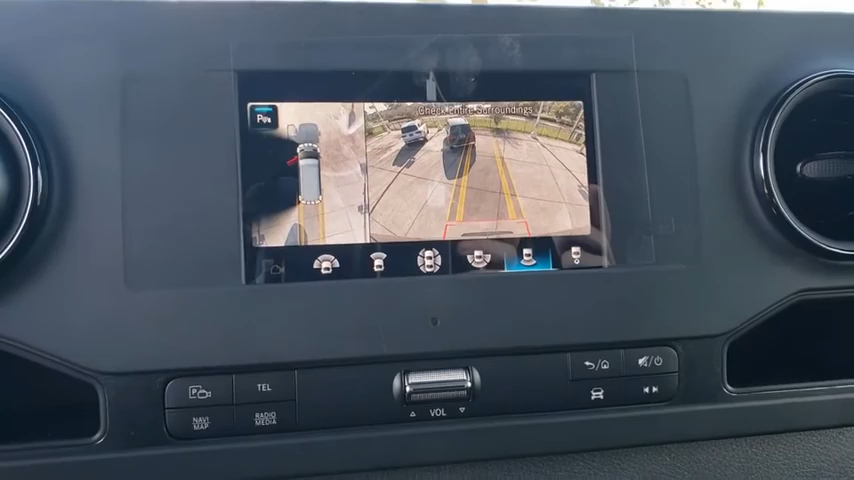 P
Check Entire Surroundings
P
TEL
NAVI
MAP
RADIO
MEDIA
VOL